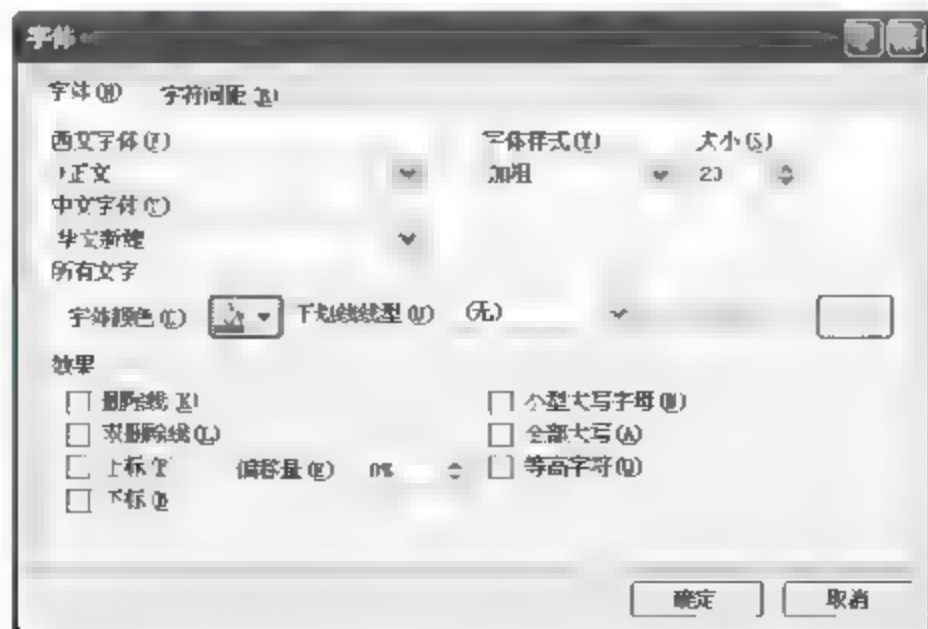 字体
字体(N) 字符间距(R)
西文字体(F) 字体样式(Y) 大小(S)
+正文 加粗 20
中文字体(T)
华文新魏
所有文字
字体颜色(C) 下划线线型(U) (无)
效果
删除线(K) 小型大写字母(M)
双删除线(L) 全部大写(A)
上标(P) 偏移量(E) 0% 等高字符(Q)
下标(B)
确定 取消